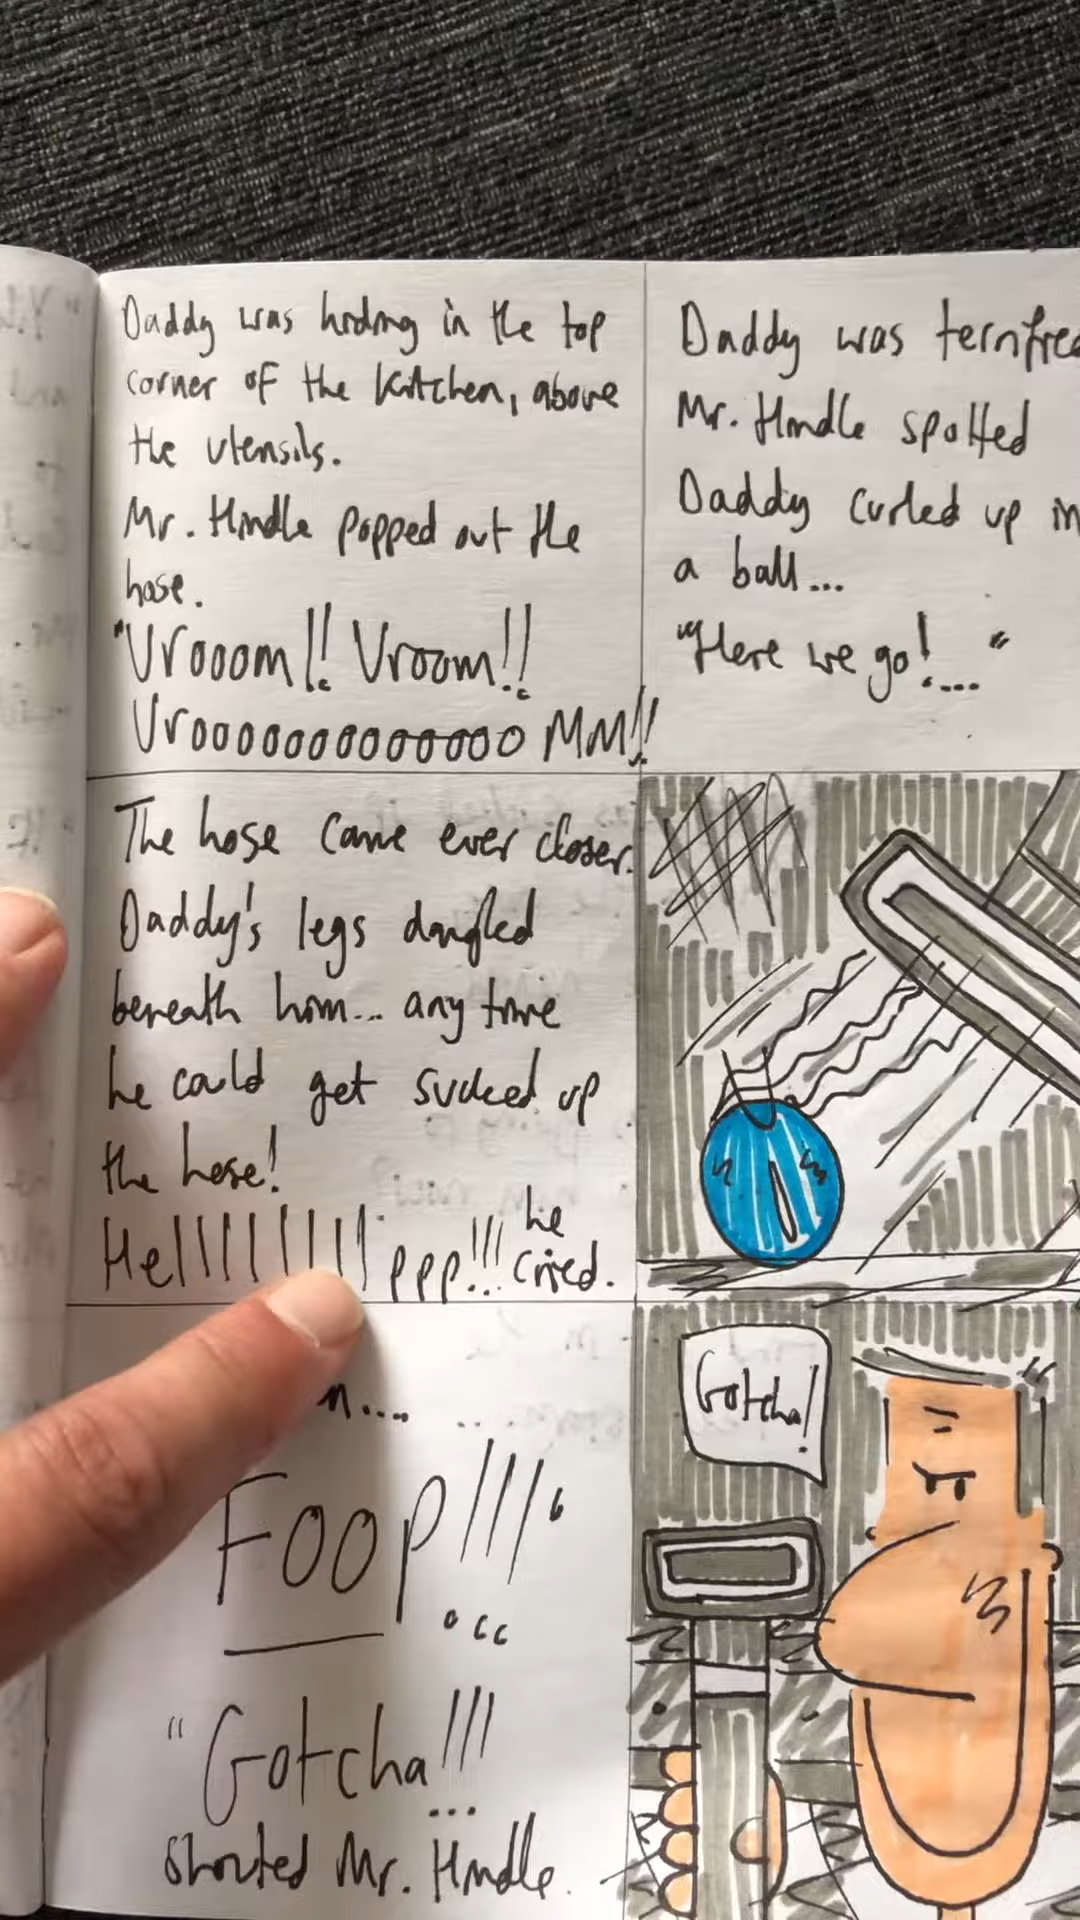 Daddy was hiding in the top
corner of the kitchen, above
the utensils.
Mr. Hindle popped out the
hose.
"Vrooom!! Vroom!!
Vrooooooooooooooo MM!!
Daddy was
Mr. Hindle spotted
Daddy curled up in
a ball...
"Here we go!...."
The hose came ever closer.
Daddy's legs dangled
beneath him... any time
he could get sucked up
the hose!
Hellllllllllppp!!! he
cried.
FOOP!!!!
"Gotcha!!!
shouted Mr. Hindle.
Gotcha!